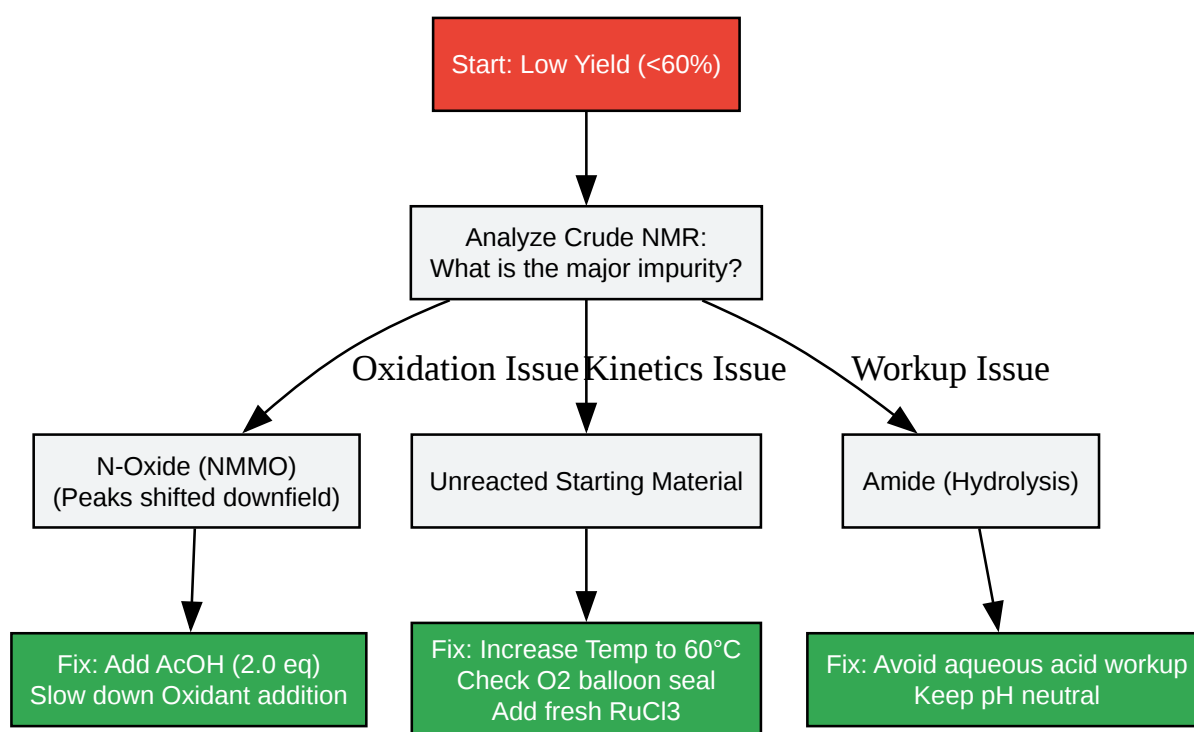 Start: Low Yield (<60%)
Analyze Crude NMR:
What is the major impurity?
Oxidation Issue
Kinetics Issue
Workup Issue
N-Oxide (NMMO)
(Peaks shifted downfield)
Unreacted Starting Material
Amide (Hydrolysis)
Fix: Add AcOH (2.0 eq)
Slow down Oxidant addition
Fix: Increase Temp to 60°C
Check O2 balloon seal
Add fresh RuCl3
Fix: Avoid aqueous acid workup
Keep pH neutral